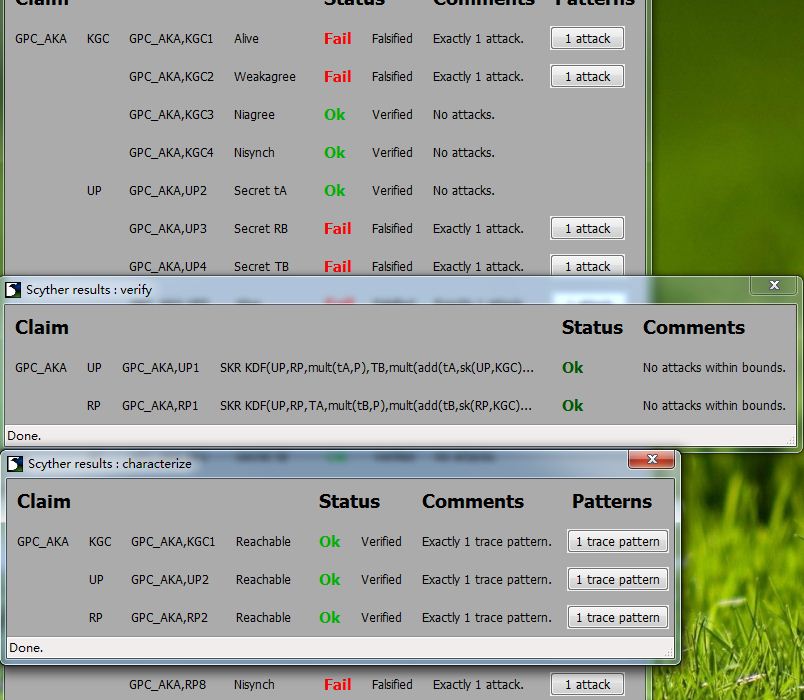 Claim Status Comments Patterns
GPC_AKA KGC GPC_AKA,KGC1 Alive Fail Falsified Exactly 1 attack. 1 attack
GPC_AKA,KGC2 Weakagree Fail Falsified Exactly 1 attack. 1 attack
GPC_AKA,KGC3 Niagree Ok Verified No attacks.
GPC_AKA,KGC4 Nisynch Ok Verified No attacks.
UP GPC_AKA,UP2 Secret tA Ok Verified No attacks.
GPC_AKA,UP3 Secret RB Fail Falsified Exactly 1 attack. 1 attack
GPC_AKA,UP4 Secret TB Fail Falsified Exactly 1 attack. 1 attack
Scyther results : verify
Claim Status Comments
GPC_AKA UP GPC_AKA,UP1 SKR KDF(UP,RP,mult(tA,P),TB,mult(add(tA,sk(UP,KGC)... Ok No attacks within bounds.
RP GPC_AKA,RP1 SKR KDF(UP,RP,TA,mult(tB,P),mult(add(tB,sk(RP,KGC)... Ok No attacks within bounds.
Done.
Scyther results : characterize
Claim Status Comments Patterns
GPC_AKA KGC GPC_AKA,KGC1 Reachable Ok Verified Exactly 1 trace pattern. 1 trace pattern
UP GPC_AKA,UP2 Reachable Ok Verified Exactly 1 trace pattern. 1 trace pattern
RP GPC_AKA,RP2 Reachable Ok Verified Exactly 1 trace pattern. 1 trace pattern
Done.
GPC_AKA,RP8 Nisynch Fail Falsified Exactly 1 attack. 1 attack